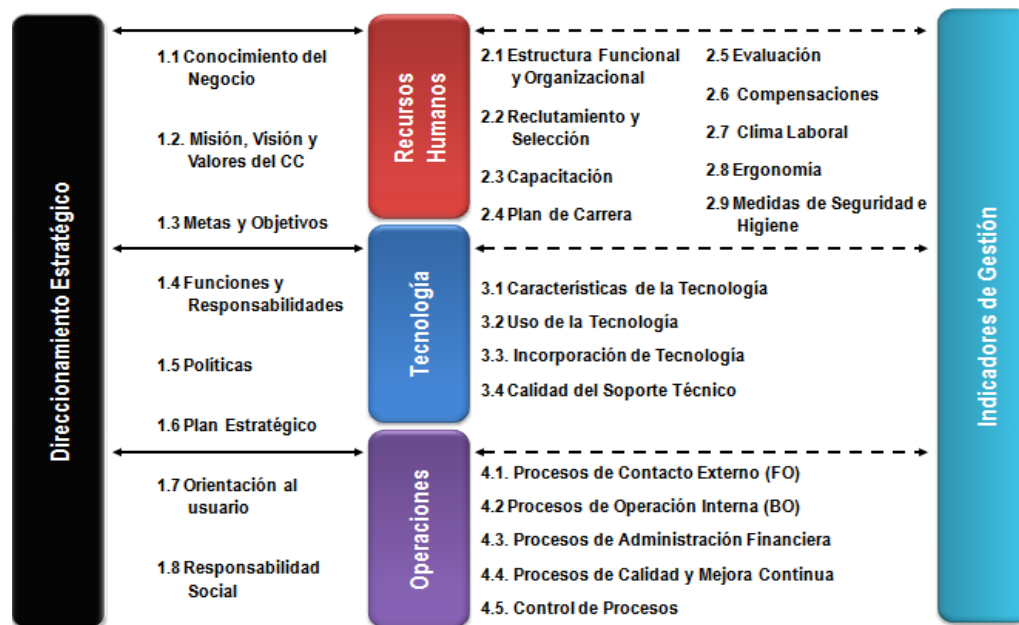 Direccionamiento Estratégico
1.1 Conocimiento del
Negocio
1.2. Misión, Visión y
Valores del CC
1.3 Metas y Objetivos
1.4 Funciones y
Responsabilidades
1.5 Políticas
1.6 Plan Estratégico
1.7 Orientación al
usuario
1.8 Responsabilidad
Social
Recursos
Humanos
2.1 Estructura Funcional
y Organizacional
2.2 Reclutamiento y
Selección
2.3 Capacitación
2.4 Plan de Carrera
2.5 Evaluación
2.6 Compensaciones
2.7 Clima Laboral
2.8 Ergonomía
2.9 Medidas de Seguridad e
Higiene
Tecnología
3.1 Características de la Tecnología
3.2 Uso de la Tecnología
3.3. Incorporación de Tecnología
3.4 Calidad del Soporte Técnico
Operaciones
4.1. Procesos de Contacto Externo (FO)
4.2 Procesos de Operación Interna (BO)
4.3. Procesos de Administración Financiera
4.4. Procesos de Calidad y Mejora Continua
4.5. Control de Procesos
Indicadores de Gestión